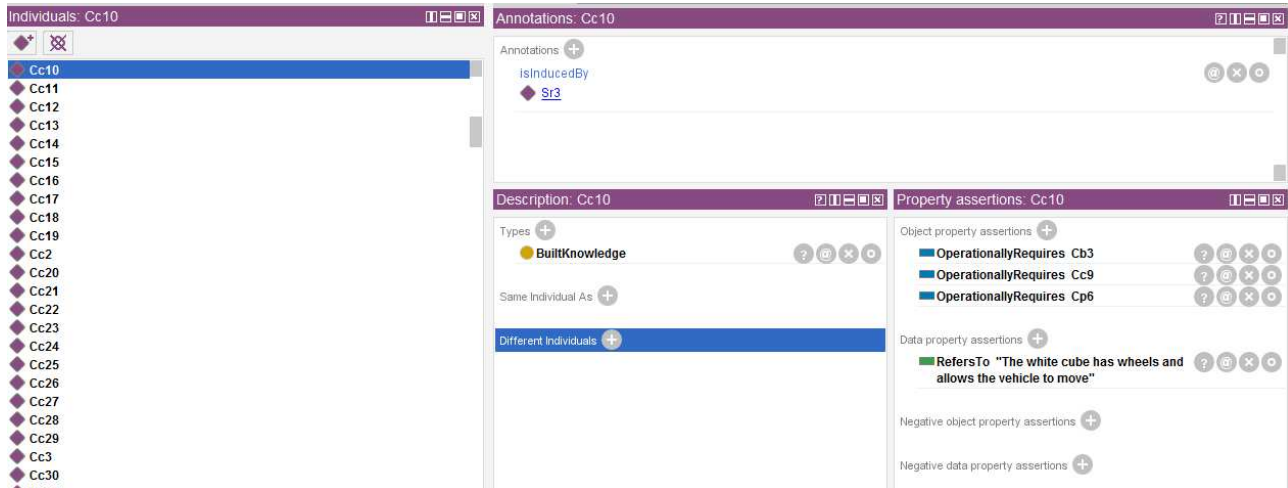 Individuals: Cc10
Cc10
Cc11
Cc12
Cc13
Cc14
Cc15
Cc16
Cc17
Cc18
Cc19
Cc2
Cc20
Cc21
Cc22
Cc23
Cc24
Cc25
Cc26
Cc27
Cc28
Cc29
Cc3
Cc30
Annotations: Cc10
Annotations
isInducedBy
Sr3
Description: Cc10
Types
BuiltKnowledge
Same Individual As
Different Individuals
Property assertions: Cc10
Object property assertions
OperationallyRequires Cb3
OperationallyRequires Cc9
OperationallyRequires Cp6
Data property assertions
RefersTo "The white cube has wheels and
allows the vehicle to move"
Negative object property assertions
Negative data property assertions